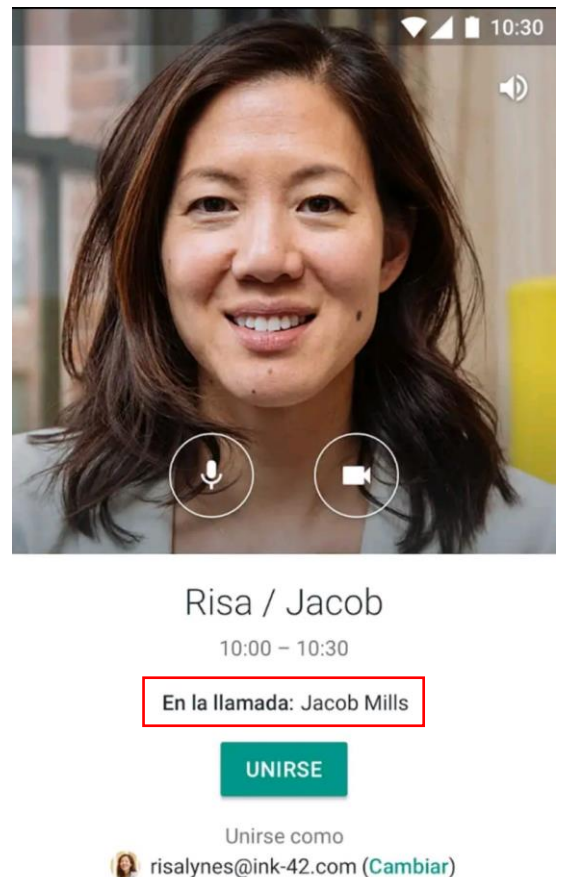 10:30
Risa / Jacob
10:00 – 10:30
En la llamada: Jacob Mills
UNIRSE
Unirse como
risalynes@ink-42.com (Cambiar)